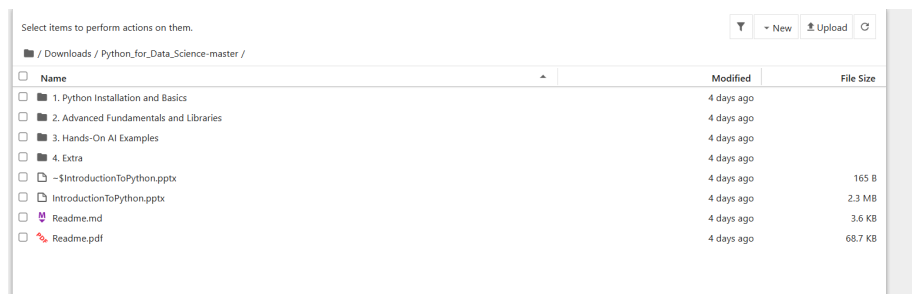 Select items to perform actions on them.
New
Upload
/ Downloads / Python_for_Data_Science-master /
Name Modified File Size
1. Python Installation and Basics 4 days ago
2. Advanced Fundamentals and Libraries 4 days ago
3. Hands-On AI Examples 4 days ago
4. Extra 4 days ago
~$IntroductionToPython.pptx 4 days ago 165 B
IntroductionToPython.pptx 4 days ago 2.3 MB
M Readme.md 4 days ago 3.6 KB
PDF Readme.pdf 4 days ago 68.7 KB